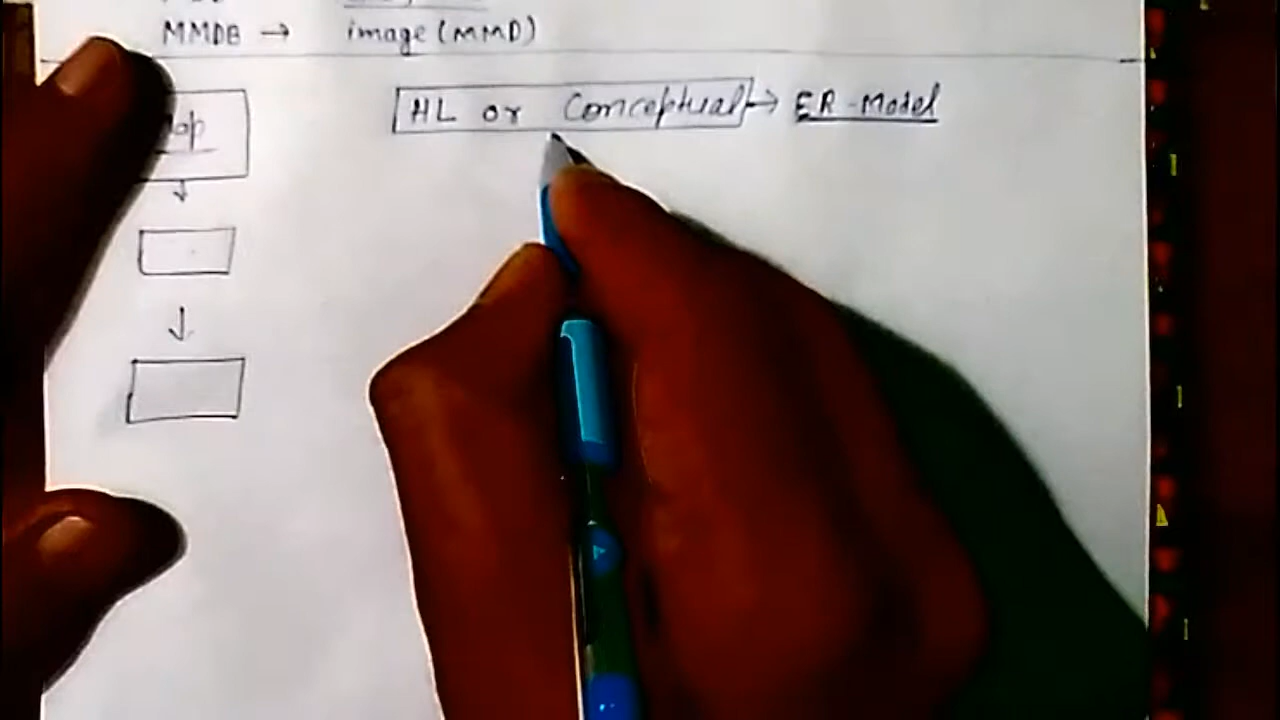 MMDB → image (MMD)
HL or Conceptual → ER-Model